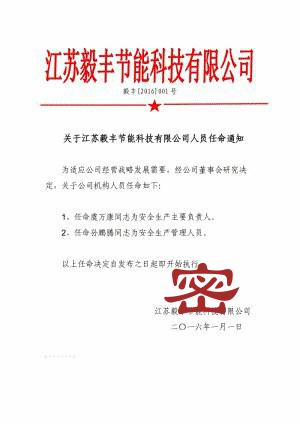 江苏毅丰节能科技有限公司
毅丰[2016]001号
关于江苏毅丰节能科技有限公司人员任命通知
为适应公司经营战略发展需要，经公司董事会研究决
定，关于公司机构人员任命如下：
1、任命虞万康同志为安全生产主要负责人。
2、任命孙鹏腾同志为安全生产管理人员。
以上任命决定自发布之日起即开始执行
密
江苏毅丰节能科技有限公司
二〇一六年一月一日